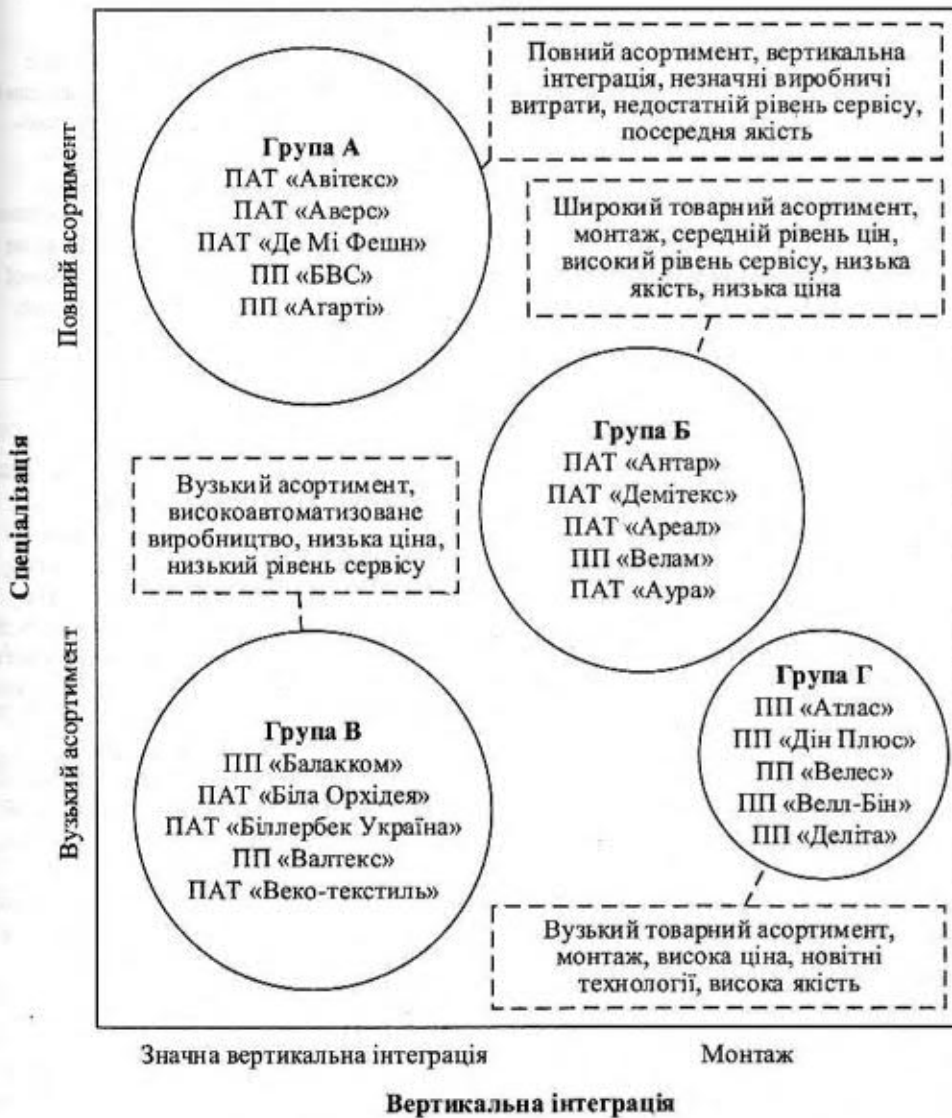 Повний асортимент, вертикальна
інтеграція, незначні виробничі
витрати, недостатній рівень сервісу,
посередня якість
Група А
ПАТ «Авітекс»
ПАТ «Аверс»
ПАТ «Де Мі Фешн»
ПП «БВС»
ПП «Агарті»
Широкий товарний асортимент,
монтаж, середній рівень цін,
високий рівень сервісу, низька
якість, низька ціна
Повний асортимент
Група Б
ПАТ «Антар»
ПАТ «Демітекс»
ПАТ «Ареал»
ПП «Велам»
ПАТ «Аура»
Спеціалізація
Вузький асортимент,
високоавтоматизоване
виробництво, низька ціна,
низький рівень сервісу
Вузький асортимент
Група В
ПП «Балакком»
ПАТ «Біла Орхідея»
ПАТ «Біллербек Україна»
ПП «Валтекс»
ПАТ «Веко-текстиль»
Група Г
ПП «Атлас»
ПП «Дін Плюс»
ПП «Велес»
ПП «Велл-Бін»
ПП «Деліта»
Вузький товарний асортимент,
монтаж, висока ціна, новітні
технології, висока якість
Значна вертикальна інтеграція
Монтаж
Вертикальна інтеграція